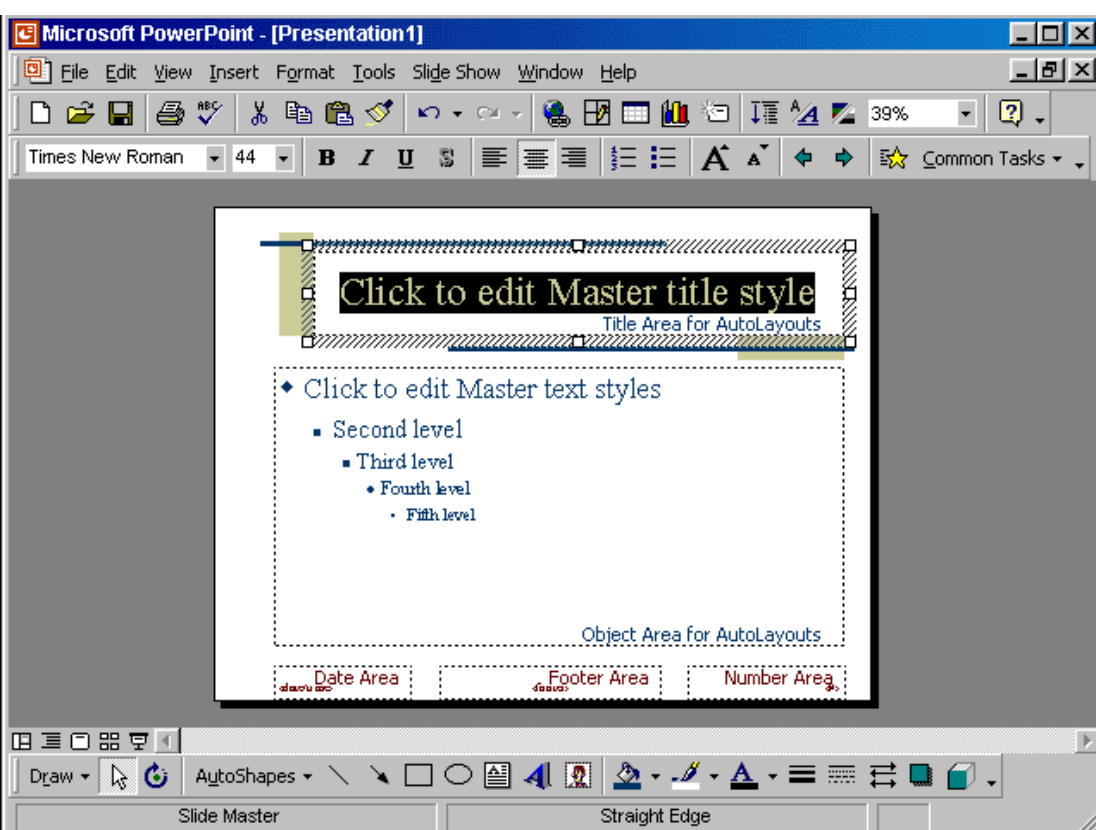 Microsoft PowerPoint - [Presentation1]
File Edit View Insert Format Tools Slide Show Window Help
39%
Times New Roman 44 B I U S Common Tasks
Click to edit Master title style
Title Area for AutoLayouts
Click to edit Master text styles
Second level
Third level
Fourth level
Fifth level
Object Area for AutoLayouts
Date Area Footer Area Number Area
Draw AutoShapes
Slide Master Straight Edge